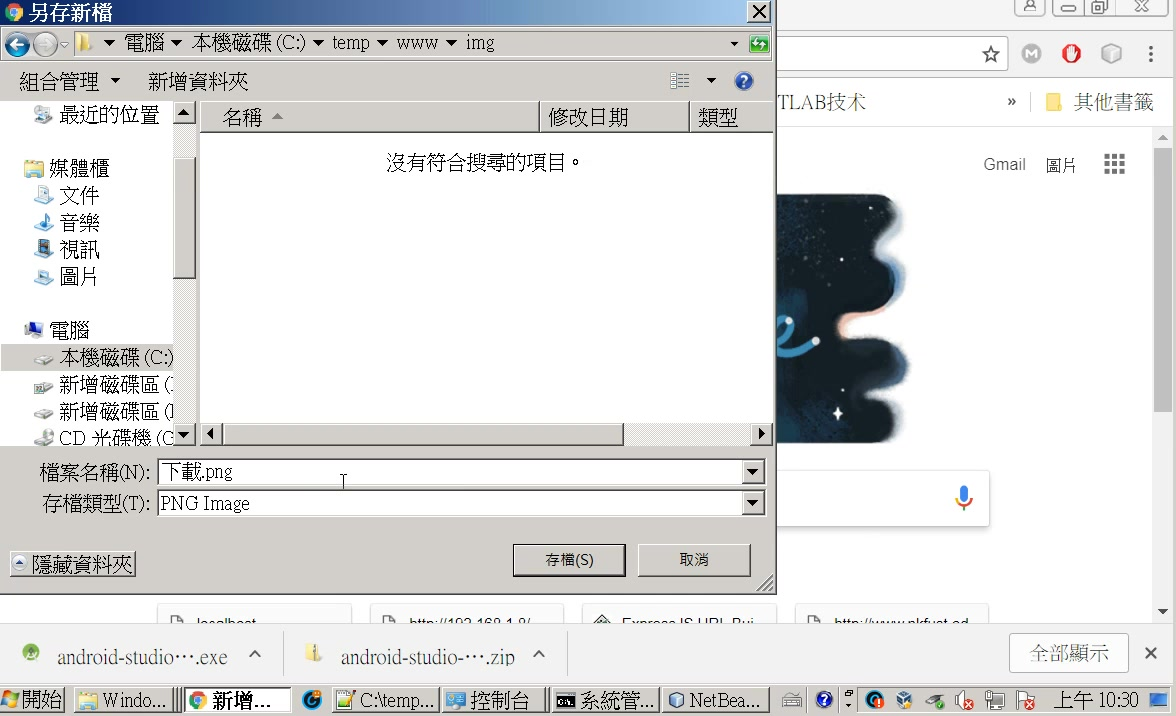 另存新檔
電腦 本機磁碟 (C:) temp www img
組合管理 新增資料夾
TLAB技术 » 其他書籤
最近的位置
名稱 修改日期 類型
沒有符合搜尋的項目。
Gmail 圖片
媒體櫃
文件
音樂
視訊
圖片
電腦
本機磁碟 (C:)
新增磁碟區 (
新增磁碟區 (
CD 光碟機 (
檔案名稱(N): 下載.png
存檔類型(T): PNG Image
隱藏資料夾 存檔(S) 取消
localhost http://192.168.1.8/ ExpressJS URL Bui
android-studio⋯.exe android-studio-⋯.zip 全部顯示
開始 Windo... 新增... C:\temp... 控制台 系統管... NetBea... 上午 10:30